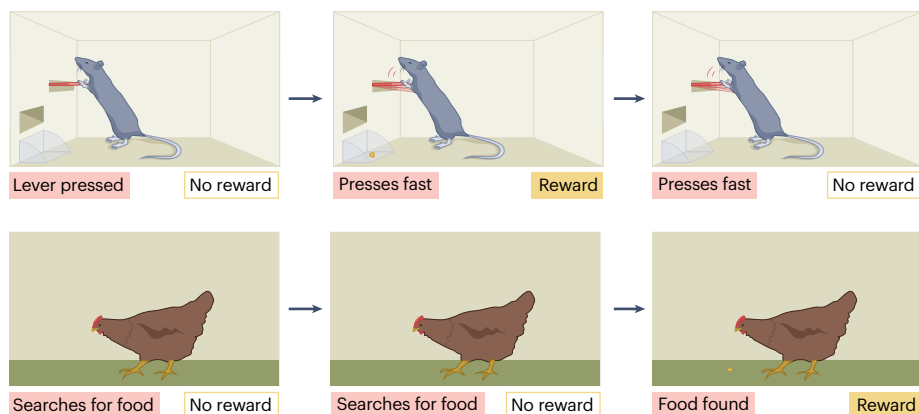 Lever pressed No reward
Presses fast Reward
Presses fast No reward
Searches for food No reward
Searches for food No reward
Food found Reward